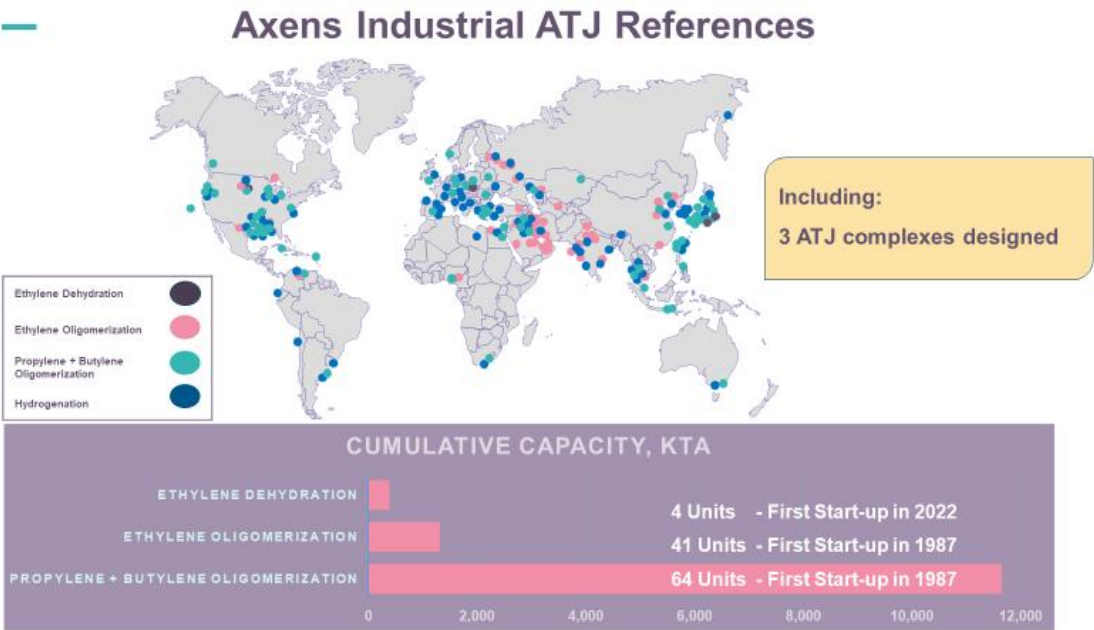 Axens Industrial ATJ References
Including:
3 ATJ complexes designed
Ethylene Dehydration
Ethylene Oligomerization
Propylene + Butylene
Oligomerization
Hydrogenation
CUMULATIVE CAPACITY, KTA
ETHYLENE DEHYDRATION
4 Units - First Start-up in 2022
ETHYLENE OLIGOMERIZATION
41 Units - First Start-up in 1987
PROPYLENE + BUTYLENE OLIGOMERIZATION
64 Units - First Start-up in 1987
0 2,000 4,000 6,000 8,000 10,000 12,000